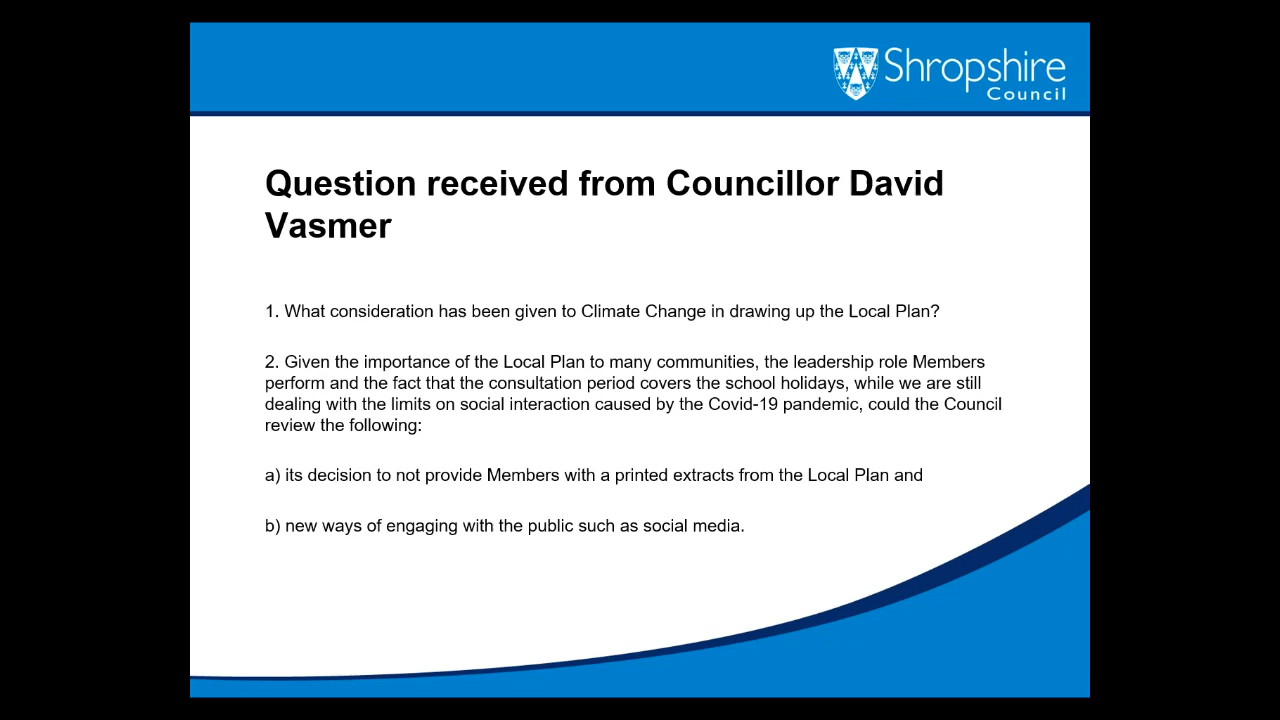 Shropshire
Council
Question received from Councillor David
Vasmer
1. What consideration has been given to Climate Change in drawing up the Local Plan?
2. Given the importance of the Local Plan to many communities, the leadership role Members
perform and the fact that the consultation period covers the school holidays, while we are still
dealing with the limits on social interaction caused by the Covid-19 pandemic, could the Council
review the following:
a) its decision to not provide Members with a printed extracts from the Local Plan and
b) new ways of engaging with the public such as social media.